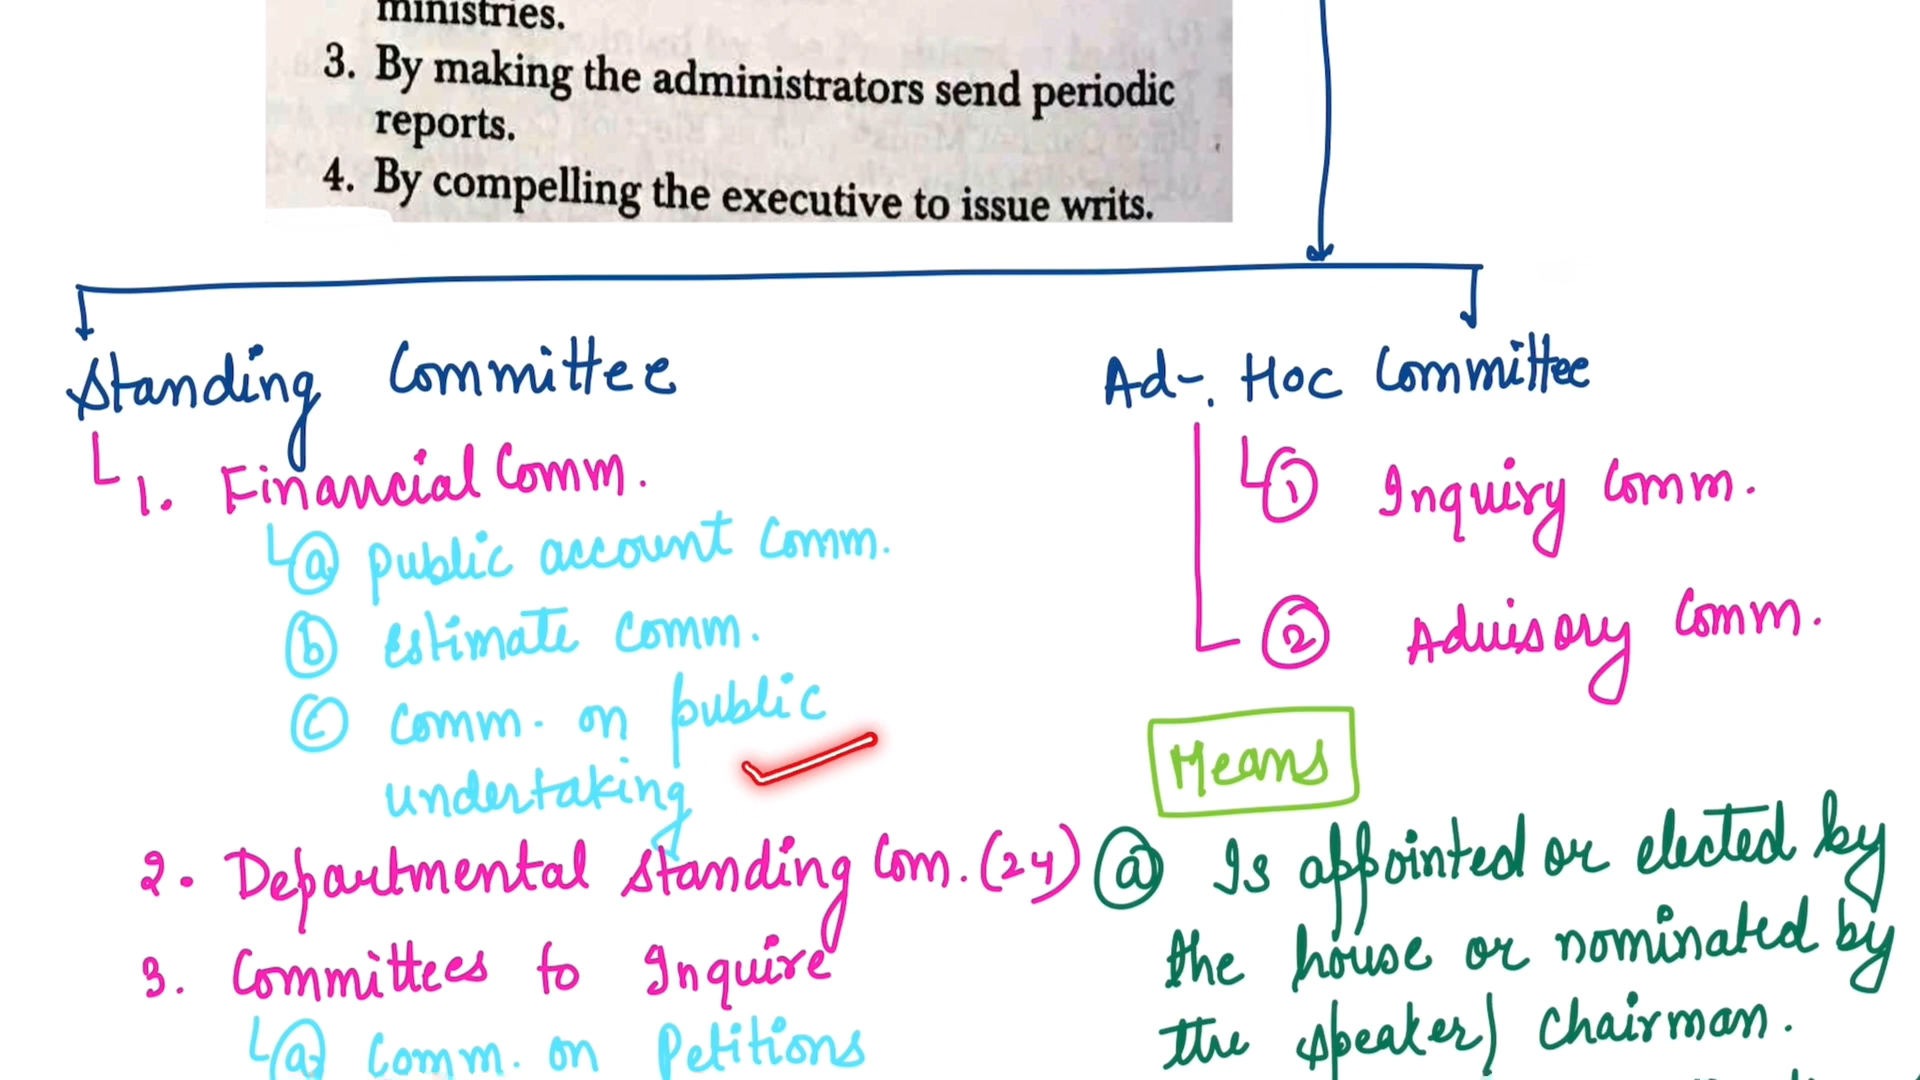 ministries.
3. By making the administrators send periodic
reports.
4. By compelling the executive to issue writs.
Standing Committee
1. Financial Comm.
a public account Comm.
b Estimate Comm.
c Comm. on public
undertaking
2. Departmental Standing Com. (24)
3. Committees to Inquire
a Comm. on Petitions
Ad-. Hoc Committee
1 Inquiry Comm.
2 Advisory Comm.
Means
a Is appointed or elected by
the house or nominated by
the speaker/ Chairman.